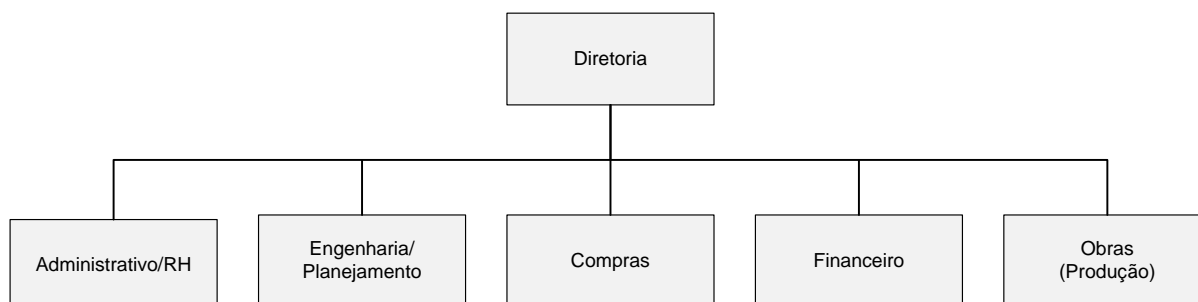 Diretoria
Administrativo/RH
Engenharia/
Planejamento
Compras
Financeiro
Obras
(Produção)